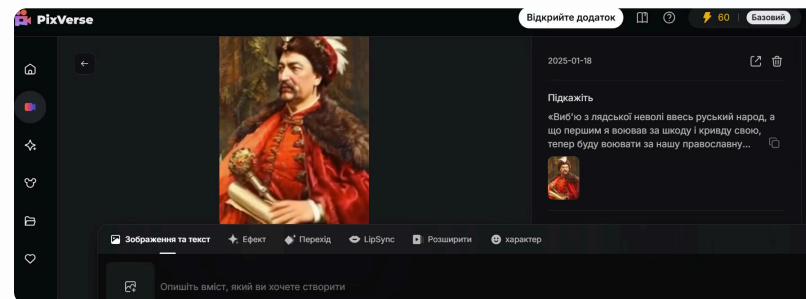 PixVerse
Відкрийте додаток
60
Базовий
2025-01-18
Підкажіть
«Виб'ю з лядської неволі ввесь руський народ, а
що першим я воював за шкоду і кривду свою,
тепер буду воювати за нашу православну...
Зображення та текст
Ефект
Перехід
LipSync
Розширити
характер
Опишіть вміст, який ви хочете створити